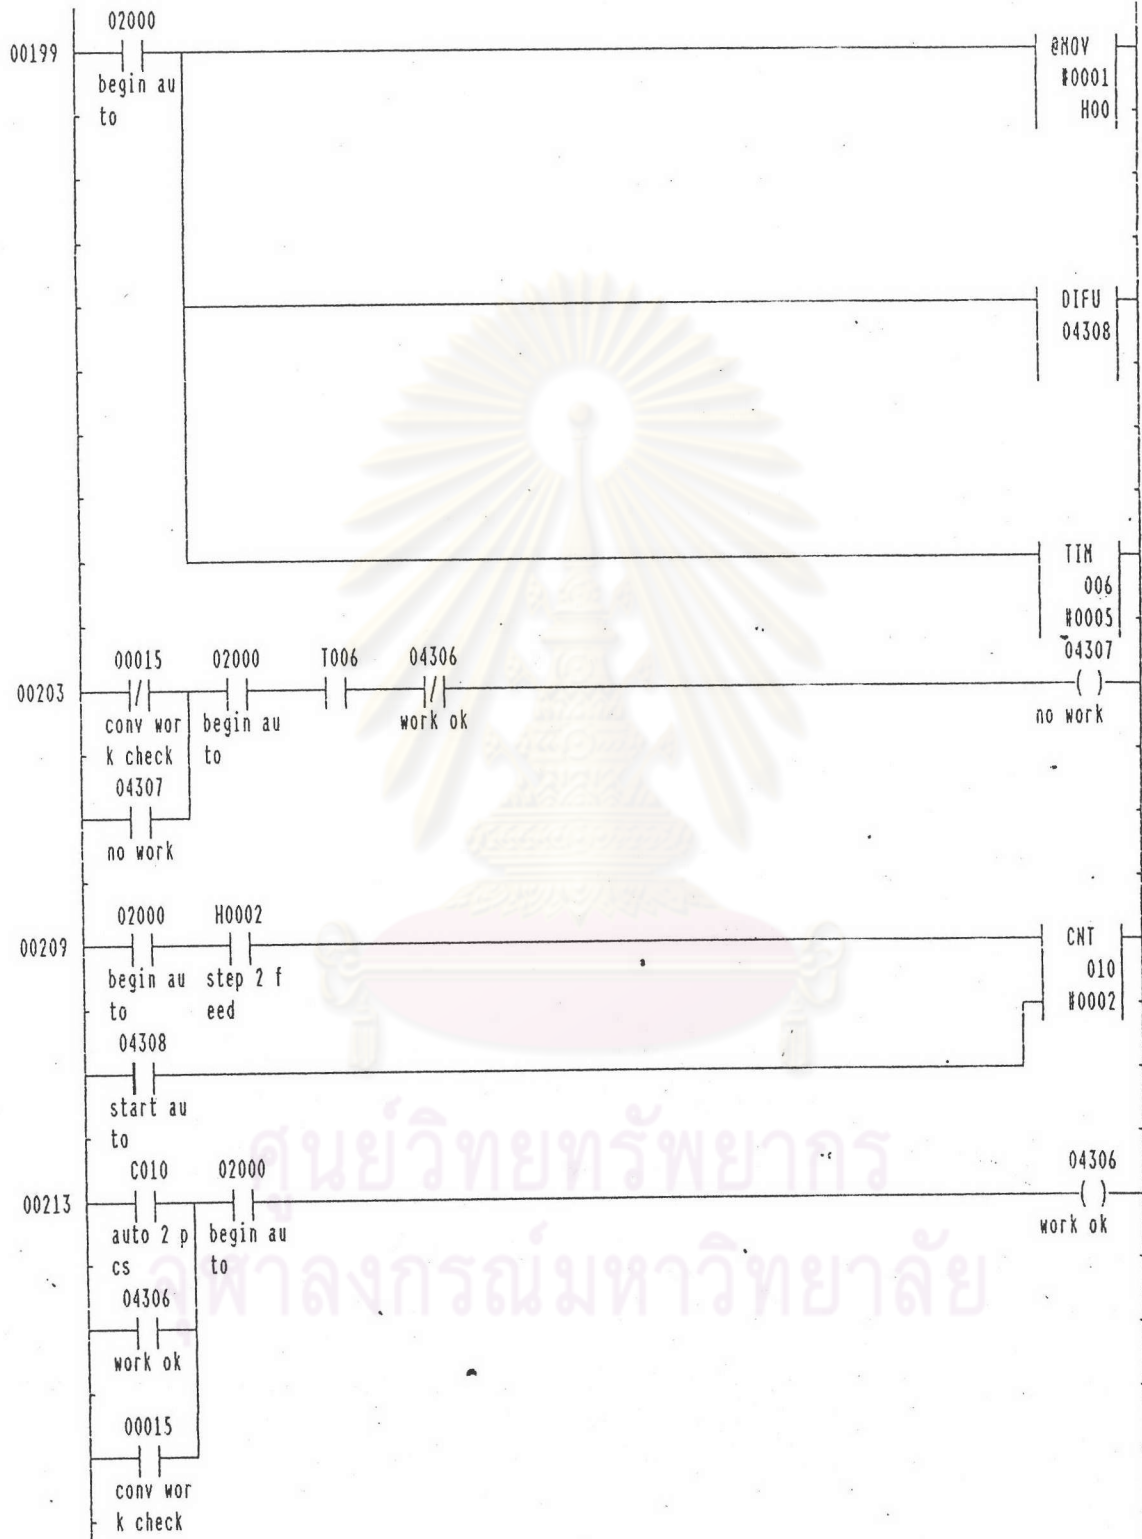 02000
00199
begin au
to
@MOV
#0001
H00
DIFU
04308
TIM
006
#0005
04307
00015 02000 T006 04306
00203
conv wor begin au work ok no work
k check to
04307
no work
02000 H0002
00209
CNT
010
#0002
begin au step 2 f
to eed
04308
start au
to
C010 02000 04306
00213
auto 2 p begin au work ok
cs to
04306
work ok
00015
conv wor
k check
ศูนย์วิทยทรัพยากร
จุฬาลงกรณ์มหาวิทยาลัย